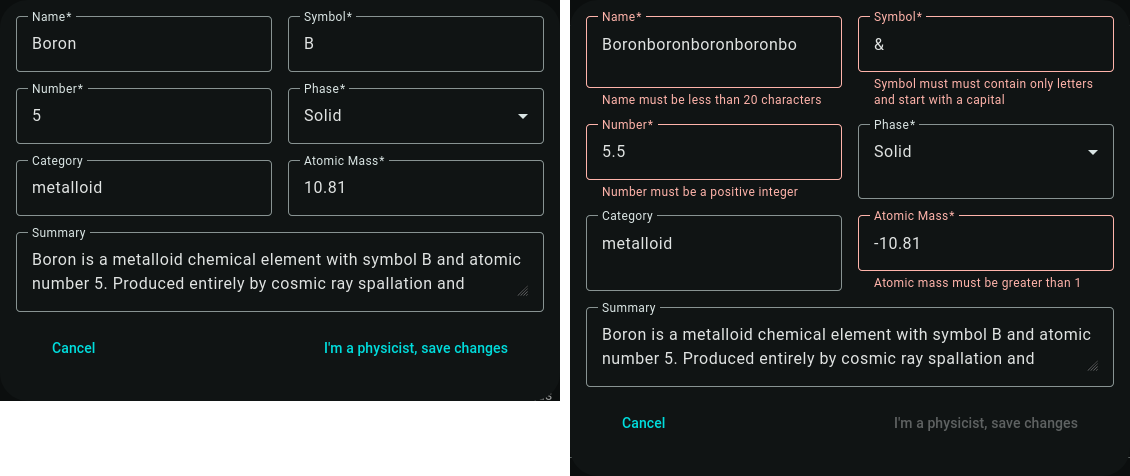 Name*
Boron
Symbol*
B
Number*
5
Phase*
Solid
Category
metalloid
Atomic Mass*
10.81
Summary
Boron is a metalloid chemical element with symbol B and atomic
number 5. Produced entirely by cosmic ray spallation and
Cancel
I'm a physicist, save changes
Name*
Boronboronboronboronbo
Name must be less than 20 characters
Symbol*
&
Symbol must must contain only letters
and start with a capital
Number*
5.5
Number must be a positive integer
Phase*
Solid
Category
metalloid
Atomic Mass*
-10.81
Atomic mass must be greater than 1
Summary
Boron is a metalloid chemical element with symbol B and atomic
number 5. Produced entirely by cosmic ray spallation and
Cancel
I'm a physicist, save changes